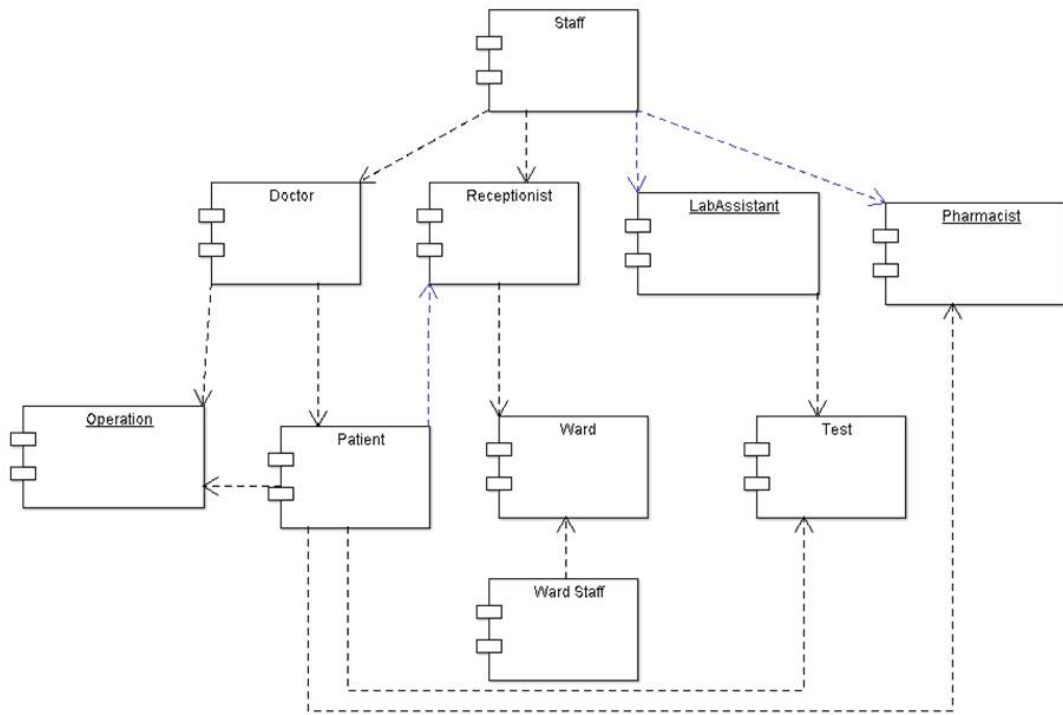 Staff
Doctor
Receptionist
LabAssistant
Pharmacist
Operation
Patient
Ward
Test
Ward Staff